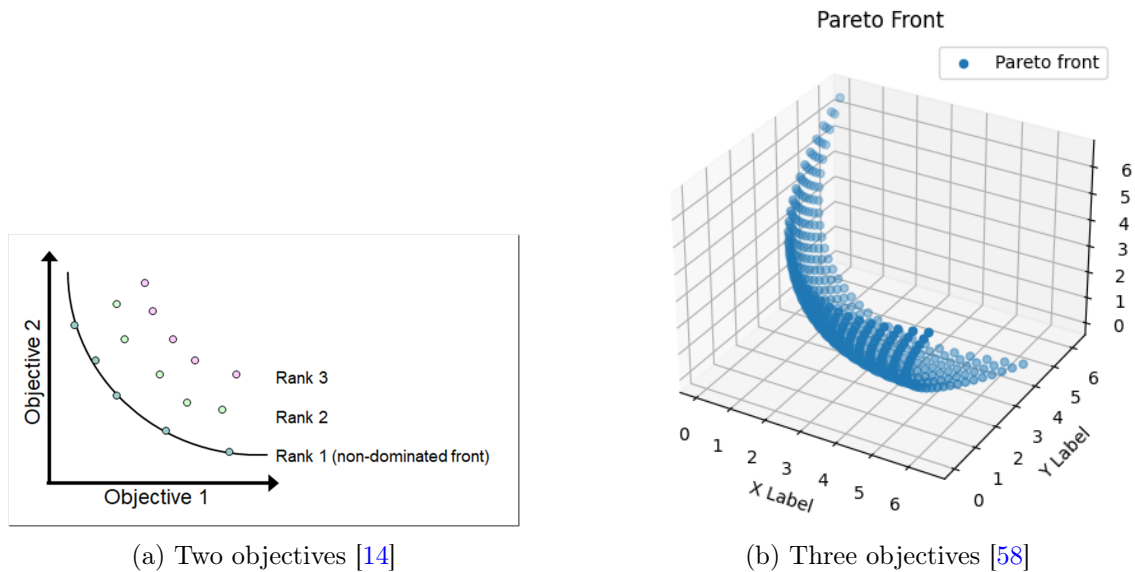 Objective 2
Rank 3
Rank 2
Rank 1 (non-dominated front)
Objective 1
(a) Two objectives [14]
Pareto Front
Pareto front
6
5
4
3
2
1
0
0
1
2
3
4
5
6
X Label
0
1
2
3
4
5
6
Y Label
(b) Three objectives [58]